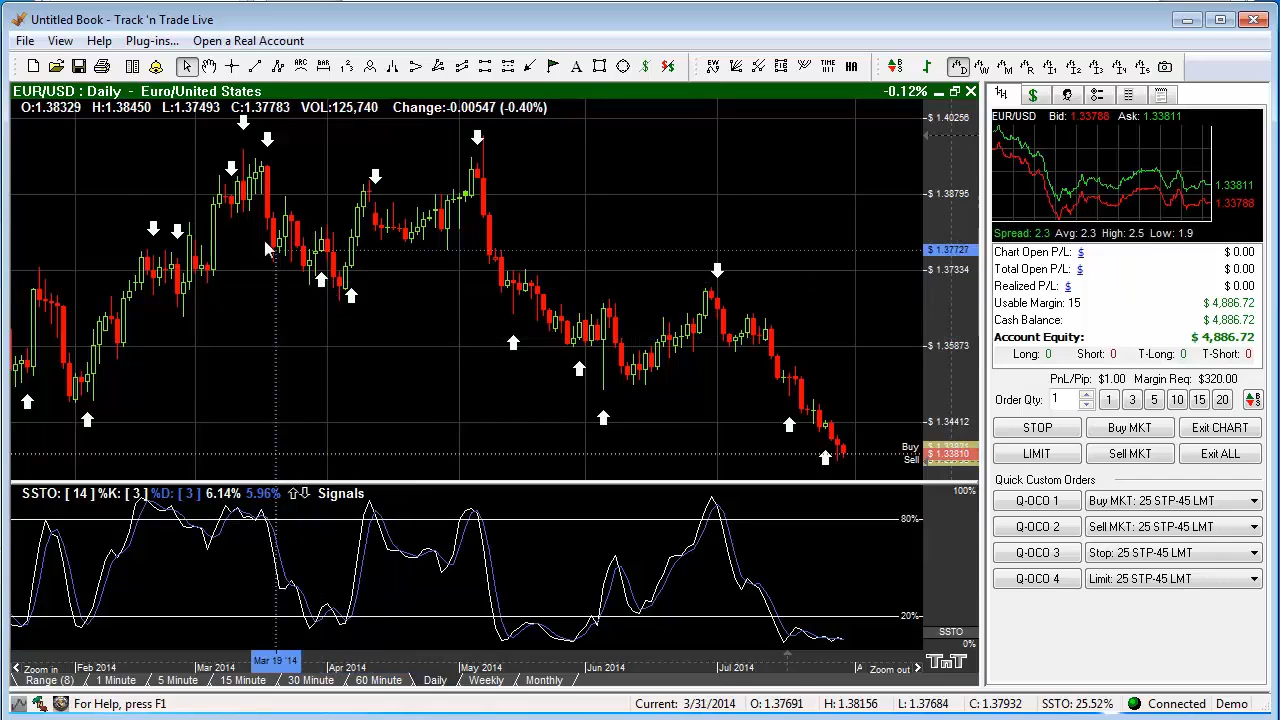 Untitled Book - Track 'n Trade Live
File View Help Plug-ins... Open a Real Account
ABC 123 A $ TIME HA
EUR/USD : Daily - Euro/United States -0.12%
O:1.38329 H:1.38450 L:1.37493 C:1.37783 VOL:125,740 Change:-0.00547 (-0.40%)
$ 1.40256
$ 1.38795
$ 1.37727
$ 1.37334
$ 1.35873
$ 1.34412
Buy
Sell $ 1.33810
SSTO: [ 14 ] %K: [ 3 ] %D: [ 3 ] 6.14% 5.96% Signals
100%
80%
20%
SSTO
0%
Zoom in Feb 2014 Mar 2014 Mar 19 '14 Apr 2014 May 2014 Jun 2014 Jul 2014 A Zoom out
TnT
Range (8) 1 Minute 5 Minute 15 Minute 30 Minute 60 Minute Daily Weekly Monthly
EUR/USD Bid: 1.33788 Ask: 1.33811
1.33811
1.33788
Spread: 2.3 Avg: 2.3 High: 2.5 Low: 1.9
Chart Open P/L: $ $ 0.00
Total Open P/L: $ $ 0.00
Realized P/L: $ $ 0.00
Usable Margin: 15 $ 4,886.72
Cash Balance: $ 4,886.72
Account Equity: $ 4,886.72
Long: 0 Short: 0 T-Long: 0 T-Short: 0
PnL/Pip: $1.00 Margin Req: $320.00
Order Qty: 1 1 3 5 10 15 20
STOP Buy MKT Exit CHART
LIMIT Sell MKT Exit ALL
Quick Custom Orders
Q-OCO 1 Buy MKT: 25 STP-45 LMT
Q-OCO 2 Sell MKT: 25 STP-45 LMT
Q-OCO 3 Stop: 25 STP-45 LMT
Q-OCO 4 Limit: 25 STP-45 LMT
For Help, press F1 Current: 3/31/2014 O: 1.37691 H: 1.38156 L: 1.37684 C: 1.37932 SSTO: 25.52% Connected Demo